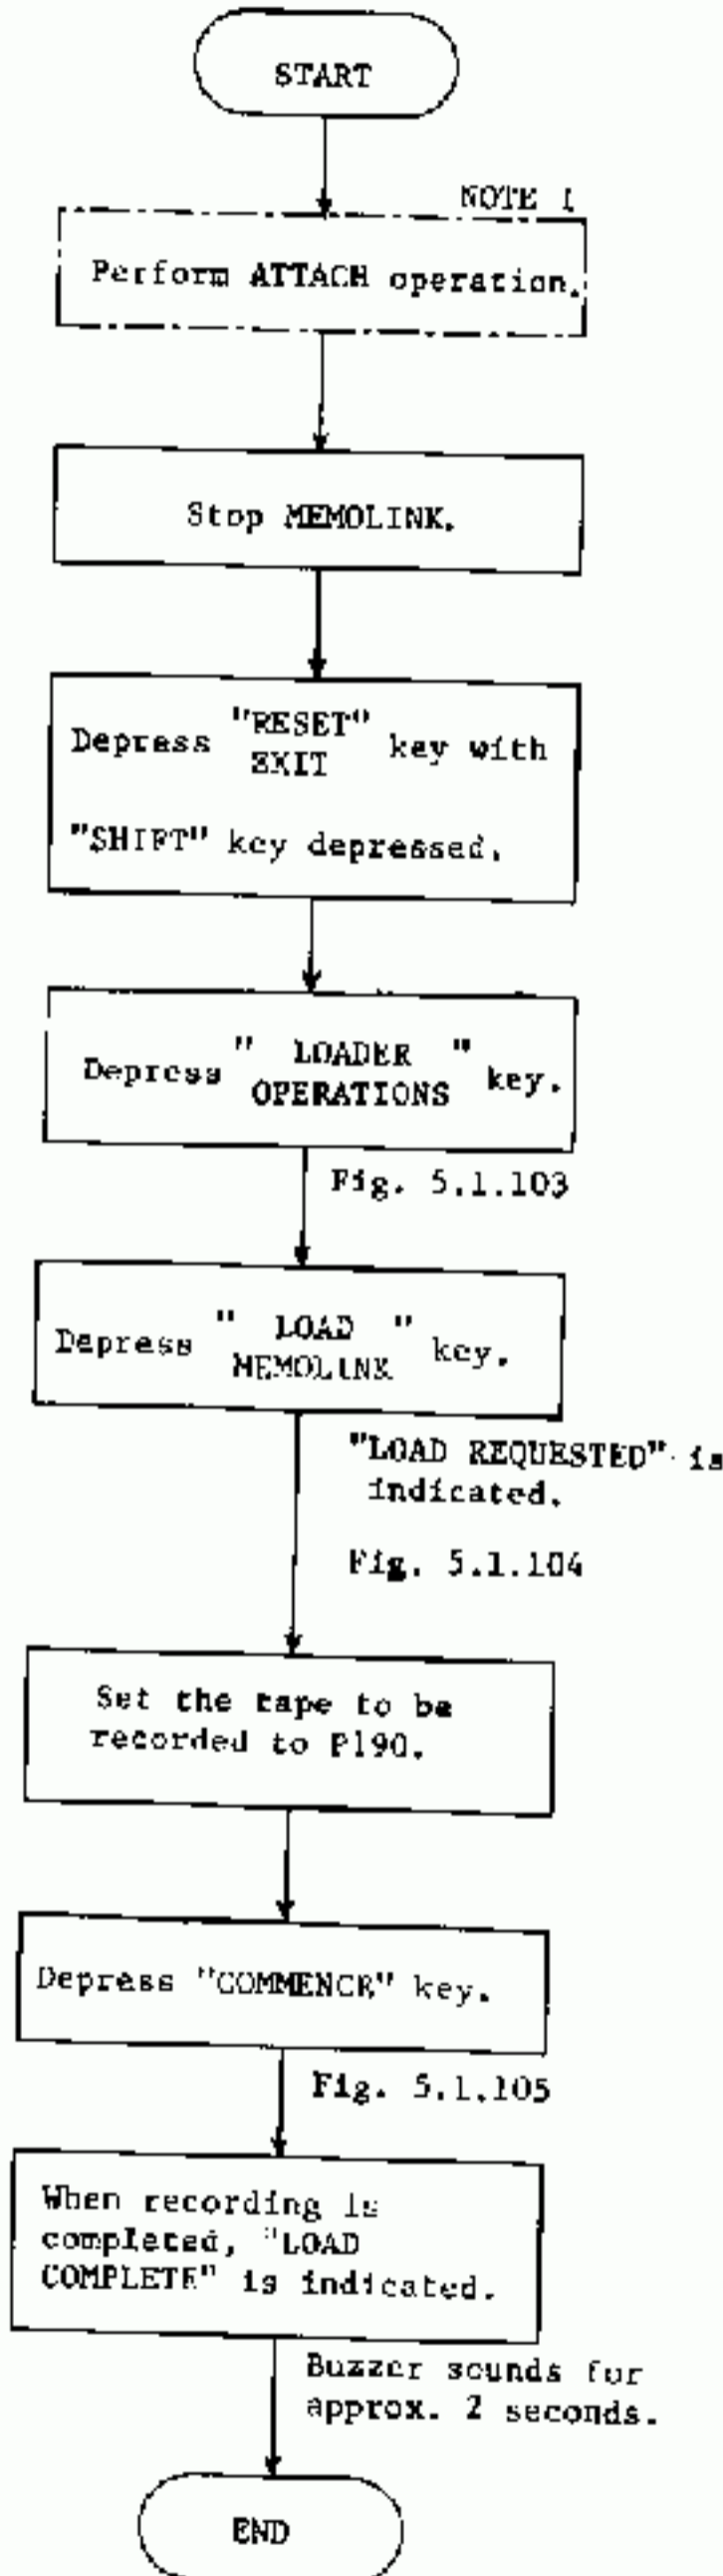 START
NOTE 1
Perform ATTACH operation.
Stop MEMOLINK.
Depress "RESET" key with
EXIT
"SHIFT" key depressed.
Depress " LOADER " key.
OPERATIONS
Fig. 5.1.103
Depress " LOAD " key.
MEMOLINK
"LOAD REQUESTED" is
indicated.
Fig. 5.1.104
Set the tape to be
recorded to P190.
Depress "COMMENCE" key.
Fig. 5.1.105
When recording is
completed, "LOAD
COMPLETE" is indicated.
Buzzer sounds for
approx. 2 seconds.
END